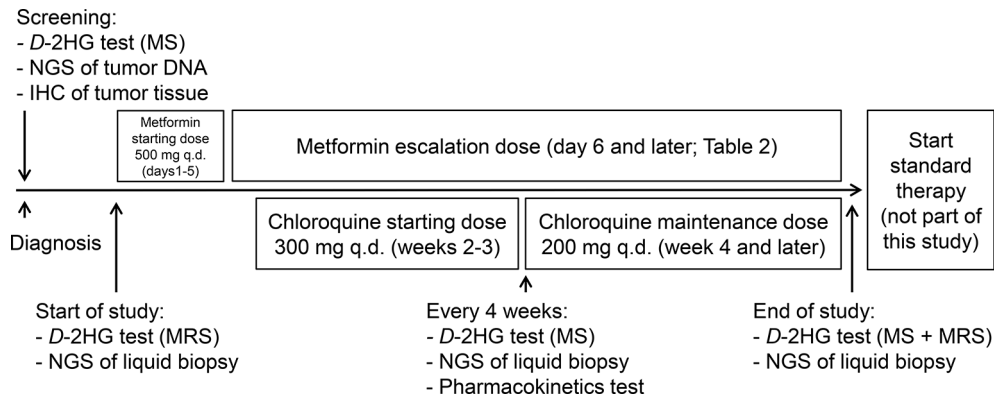 Screening:
- D-2HG test (MS)
- NGS of tumor DNA
- IHC of tumor tissue
Metformin
starting dose
500 mg q.d.
(days1-5)
Metformin escalation dose (day 6 and later; Table 2)
Start
standard
therapy
(not part of
this study)
Diagnosis
Chloroquine starting dose
300 mg q.d. (weeks 2-3)
Chloroquine maintenance dose
200 mg q.d. (week 4 and later)
Start of study:
- D-2HG test (MRS)
- NGS of liquid biopsy
Every 4 weeks:
- D-2HG test (MS)
- NGS of liquid biopsy
- Pharmacokinetics test
End of study:
- D-2HG test (MS + MRS)
- NGS of liquid biopsy